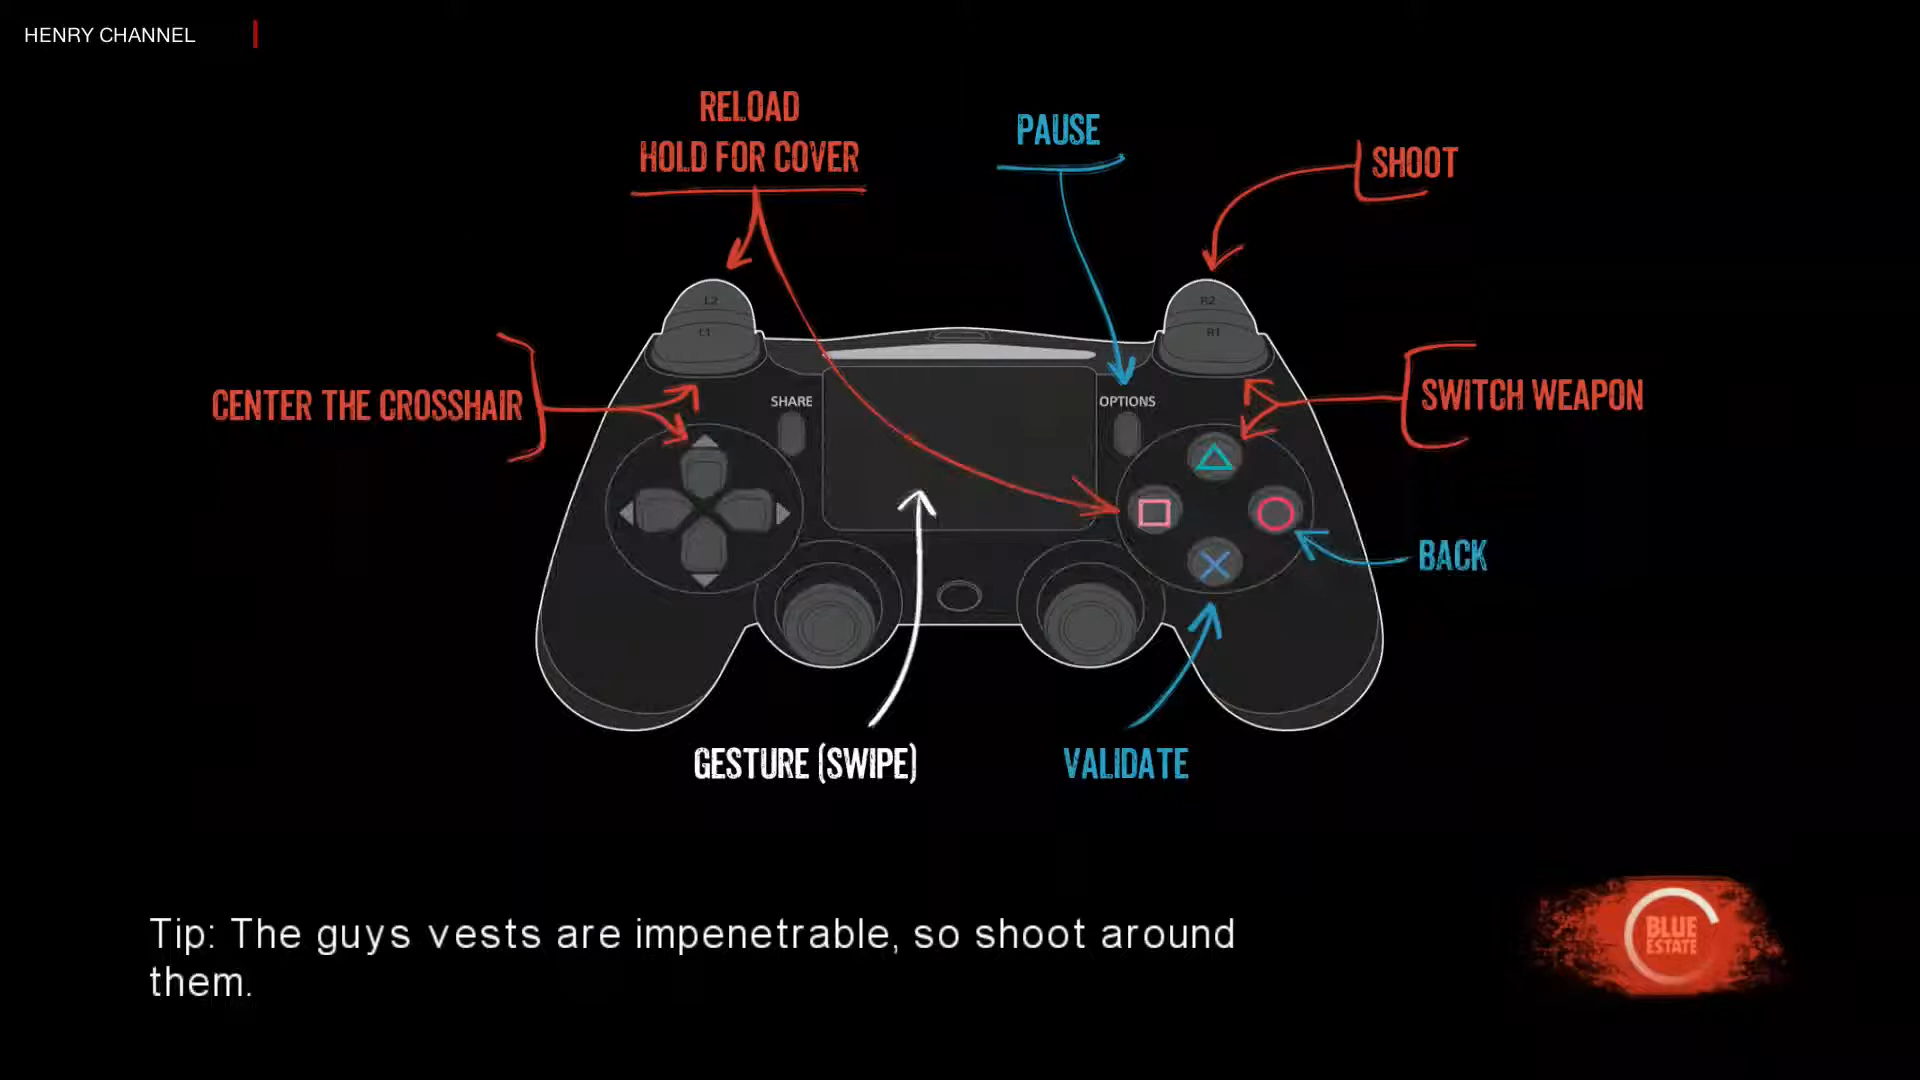 HENRY CHANNEL
RELOAD
HOLD FOR COVER
PAUSE
SHOOT
L2
L1
R2
R1
CENTER THE CROSSHAIR
SHARE
OPTIONS
SWITCH WEAPON
BACK
GESTURE (SWIPE)
VALIDATE
Tip: The guys vests are impenetrable, so shoot around
them.
BLUE
ESTATE